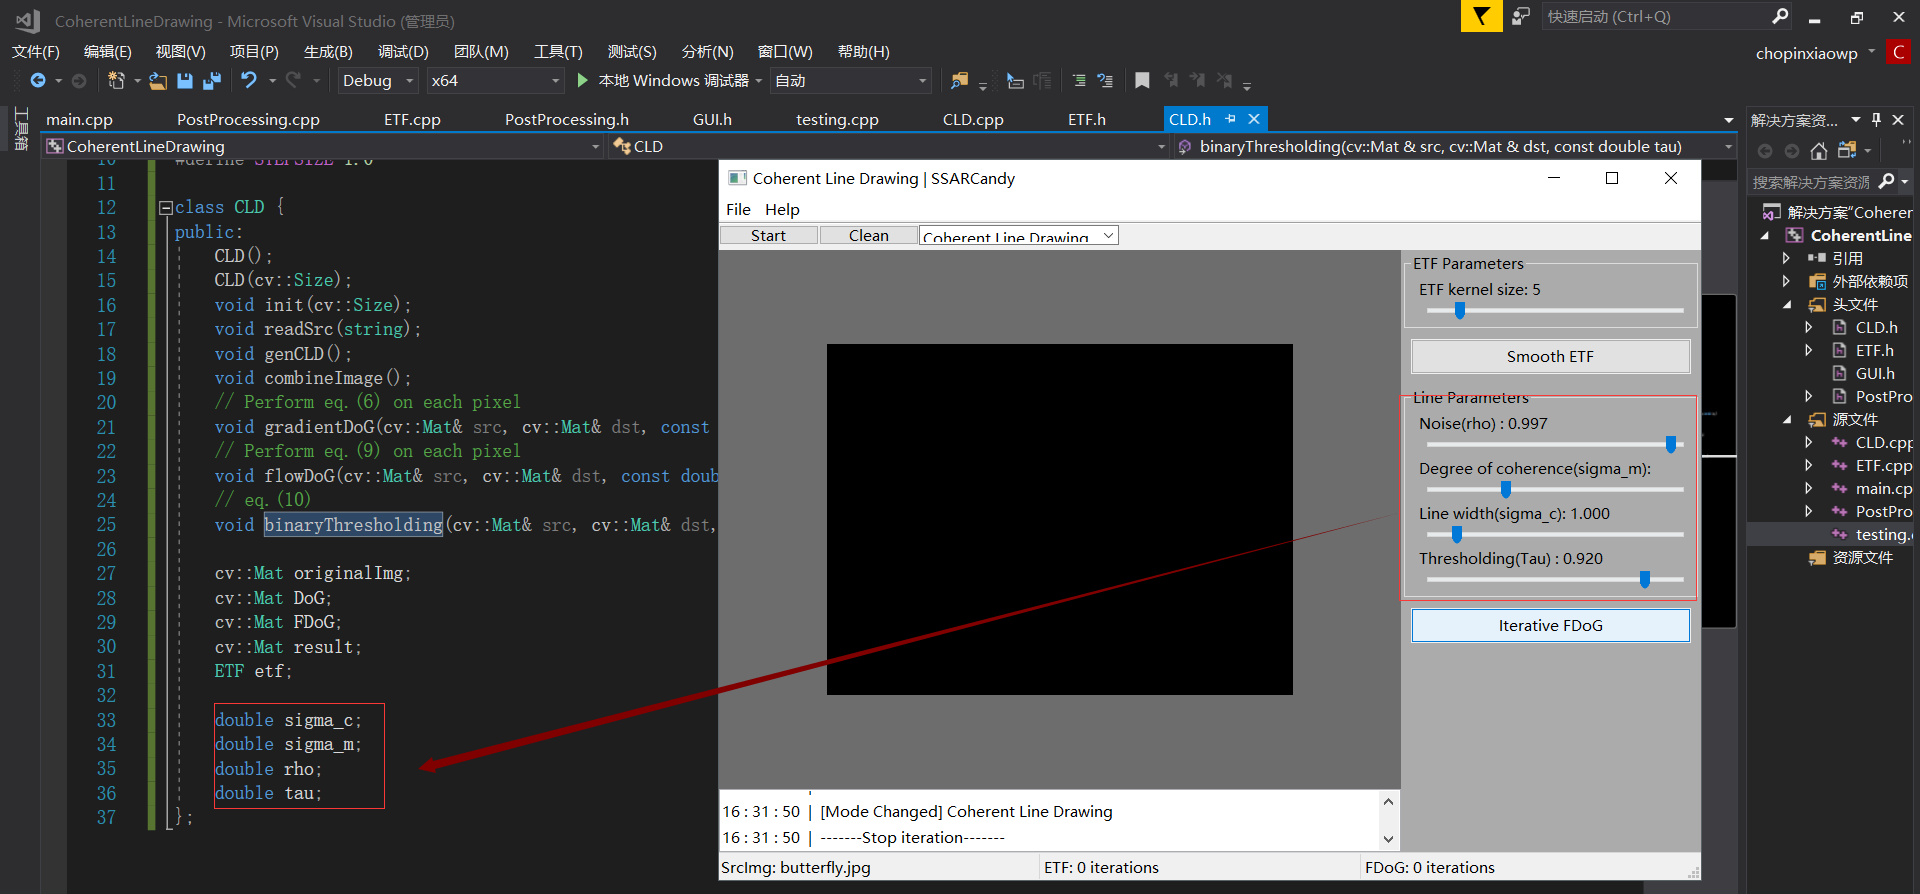 CoherentLineDrawing - Microsoft Visual Studio (管理员)
快速启动 (Ctrl+Q)
文件(F) 编辑(E) 视图(V) 项目(P) 生成(B) 调试(D) 团队(M) 工具(T) 测试(S) 分析(N) 窗口(W) 帮助(H)
chopinxiaowp C
Debug x64 本地 Windows 调试器 自动
工具箱
main.cpp PostProcessing.cpp ETF.cpp PostProcessing.h GUI.h testing.cpp CLD.cpp ETF.h CLD.h
CoherentLineDrawing CLD binaryThresholding(cv::Mat & src, cv::Mat & dst, const double tau)
10 #define STEPSIZE 1.0
11
12 class CLD {
13 public:
14 CLD();
15 CLD(cv::Size);
16 void init(cv::Size);
17 void readSrc(string);
18 void genCLD();
19 void combineImage();
20 // Perform eq.(6) on each pixel
21 void gradientDoG(cv::Mat& src, cv::Mat& dst, const
22 // Perform eq.(9) on each pixel
23 void flowDoG(cv::Mat& src, cv::Mat& dst, const doub
24 // eq.(10)
25 void binaryThresholding(cv::Mat& src, cv::Mat& dst,
26
27 cv::Mat originalImg;
28 cv::Mat DoG;
29 cv::Mat FDoG;
30 cv::Mat result;
31 ETF etf;
32
33 double sigma_c;
34 double sigma_m;
35 double rho;
36 double tau;
37 };
Coherent Line Drawing | SSARCandy
File Help
Start Clean Coherent Line Drawing
ETF Parameters
ETF kernel size: 5
Smooth ETF
Line Parameters
Noise(rho) : 0.997
Degree of coherence(sigma_m):
Line width(sigma_c): 1.000
Thresholding(Tau) : 0.920
Iterative FDoG
16 : 31 : 50 | [Mode Changed] Coherent Line Drawing
16 : 31 : 50 | -------Stop iteration-------
SrcImg: butterfly.jpg ETF: 0 iterations FDoG: 0 iterations
解决方案资...
搜索解决方案资源
解决方案"Coherer
CoherentLine
引用
外部依赖项
头文件
CLD.h
ETF.h
GUI.h
PostPro
源文件
CLD.cpp
ETF.cpp
main.cp
PostPro
testing.c
资源文件